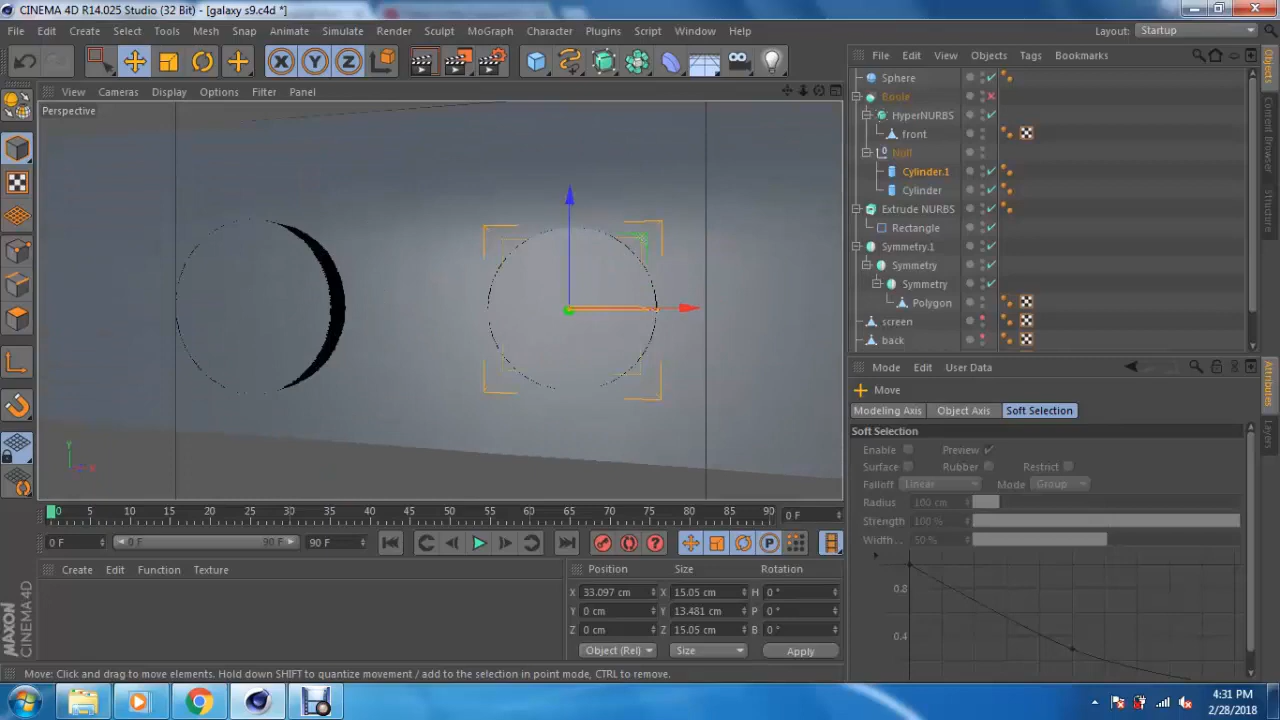 CINEMA 4D R14.025 Studio (32 Bit) - [galaxy s9.c4d *]
File Edit Create Select Tools Mesh Snap Animate Simulate Render Sculpt MoGraph Character Plugins Script Window Help Layout: Startup
File Edit View Objects Tags Bookmarks
View Cameras Display Options Filter Panel
Perspective
Sphere
Boole
HyperNURBS
front
Null
Cylinder.1
Cylinder
Extrude NURBS
Rectangle
Symmetry.1
Symmetry
Symmetry
Polygon
screen
back
Objects
Content Browser
Structure
Mode Edit User Data
Move
Modeling Axis Object Axis Soft Selection
Soft Selection
Enable Preview
Surface Rubber Restrict
Falloff Linear Mode Group
Radius 100 cm
Strength 100 %
Width... 50 %
0.8
0.4
Attributes
Layers
X
Y
Z
Y
X
0 5 10 15 20 25 30 35 40 45 50 55 60 65 70 75 80 85 90 0 F
0 F 0 F 90 F 90 F
Create Edit Function Texture
Position Size Rotation
X 33.097 cm X 15.05 cm H 0 °
Y 0 cm Y 13.481 cm P 0 °
Z 0 cm Z 15.05 cm B 0 °
Object (Rel) Size Apply
MAXON
CINEMA 4D
Move: Click and drag to move elements. Hold down SHIFT to quantize movement / add to the selection in point mode, CTRL to remove.
4:31 PM
2/28/2018